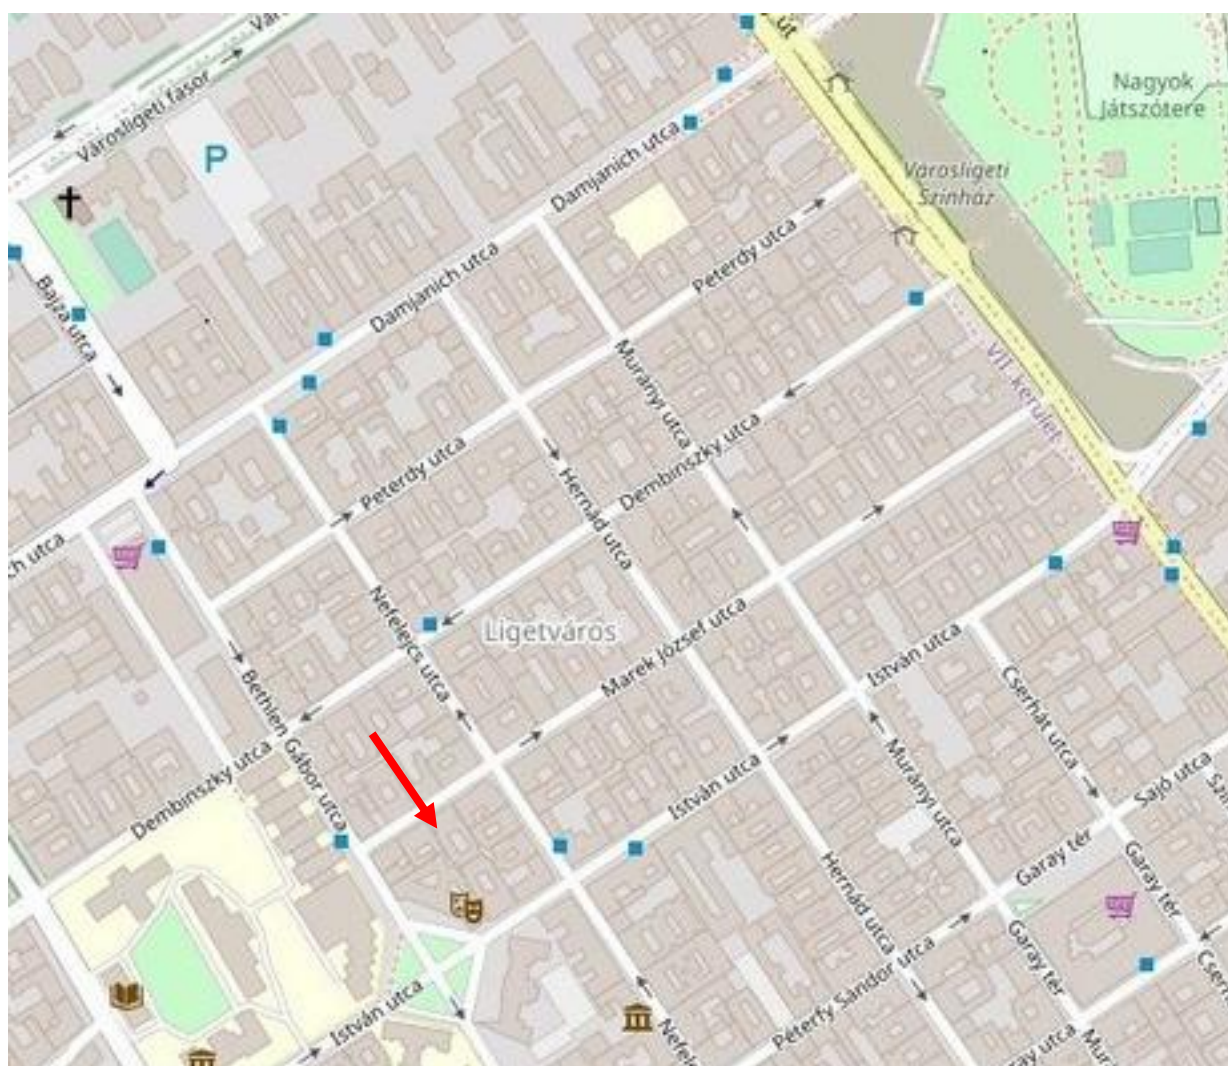 Városligeti fasor
P
út
Nagyok
Játszótere
Városligeti
Színház
Damjanich utca
Peterdy utca
Damjanich utca
Bajza utca
Murányi utca
VII. kerület
Dembinszky utca
Peterdy utca
Hernád utca
utca
Nefelejcs utca
Ligetváros
Marek József utca
István utca
Bethlen Gábor utca
Cserhát utca
Dembinszky utca
István utca
Murányi utca
Sajó utca
Garay tér
Garay tér
Hernád utca
Garay tér
Péterfy Sándor utca
István utca